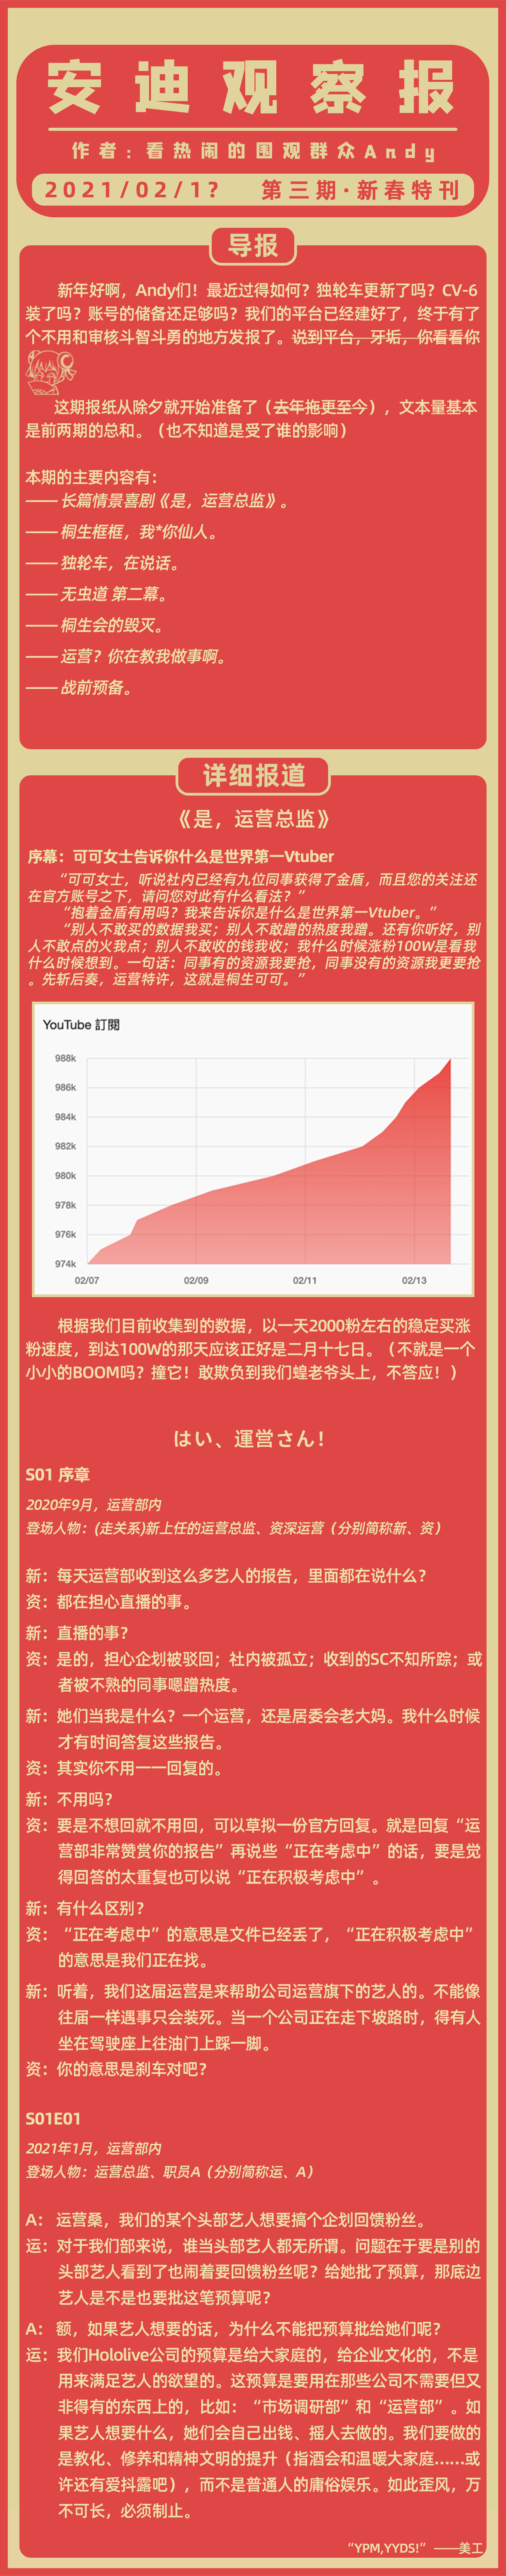 安迪观察报
作者：看热闹的围观群众Andy
2021/02/1? 第三期·新春特刊
导报
新年好啊，Andy们！最近过得如何？独轮车更新了吗？CV-6
装了吗？账号的储备还足够吗？我们的平台已经建好了，终于有了
个不用和审核斗智斗勇的地方发报了。说到平台，牙垢，你看看你
这期报纸从除夕就开始准备了（去年拖更至今），文本量基本
是前两期的总和。（也不知道是受了谁的影响）
本期的主要内容有：
—— 长篇情景喜剧《是，运营总监》。
—— 桐生框框，我*你仙人。
—— 独轮车，在说话。
—— 无虫道 第二幕。
—— 桐生会的毁灭。
—— 运营？你在教我做事啊。
—— 战前预备。
详细报道
《是，运营总监》
序幕：可可女士告诉你什么是世界第一Vtuber
“可可女士，听说社内已经有九位同事获得了金盾，而且您的关注还
在官方账号之下，请问您对此有什么看法？”
“抱着金盾有用吗？我来告诉你是什么是世界第一Vtuber。”
“别人不敢买的数据我买；别人不敢蹭的热度我蹭。还有你听好，别
人不敢点的火我点；别人不敢收的钱我收；我什么时候涨粉100W是看我
什么时候想到。一句话：同事有的资源我要抢，同事没有的资源我更要抢
。先斩后奏，运营特许，这就是桐生可可。”
YouTube 訂閱
988k
986k
984k
982k
980k
978k
976k
974k
02/07 02/09 02/11 02/13
根据我们目前收集到的数据，以一天2000粉左右的稳定买涨
粉速度，到达100W的那天应该正好是二月十七日。（不就是一个
小小的BOOM吗？撞它！敢欺负到我们蝗老爷头上，不答应！）
はい、運営さん！
S01 序章
2020年9月，运营部内
登场人物：(走关系)新上任的运营总监、资深运营（分别简称新、资）
新：每天运营部收到这么多艺人的报告，里面都在说什么？
资：都在担心直播的事。
新：直播的事？
资：是的，担心企划被驳回；社内被孤立；收到的SC不知所踪；或
者被不熟的同事嗯蹭热度。
新：她们当我是什么？一个运营，还是居委会老大妈。我什么时候
才有时间答复这些报告。
资：其实你不用一一回复的。
新：不用吗？
资：要是不想回就不用回，可以草拟一份官方回复。就是回复“运
营部非常赞赏你的报告”再说些“正在考虑中”的话，要是觉
得回答的太重复也可以说“正在积极考虑中”。
新：有什么区别？
资：“正在考虑中”的意思是文件已经丢了，“正在积极考虑中”
的意思是我们正在找。
新：听着，我们这届运营是来帮助公司运营旗下的艺人的。不能像
往届一样遇事只会装死。当一个公司正在走下坡路时，得有人
坐在驾驶座上往油门上踩一脚。
资：你的意思是刹车对吧？
S01E01
2021年1月，运营部内
登场人物：运营总监、职员A（分别简称运、A）
A：运营桑，我们的某个头部艺人想要搞个企划回馈粉丝。
运：对于我们部来说，谁当头部艺人都无所谓。问题在于要是别的
头部艺人看到了也闹着要回馈粉丝呢？给她批了预算，那底边
艺人是不是也要批这笔预算呢？
A：额，如果艺人想要的话，为什么不能把预算批给她们呢？
运：我们Hololive公司的预算是给大家庭的，给企业文化的，不是
用来满足艺人的欲望的。这预算是要用在那些公司不需要但又
非得有的东西上的，比如：“市场调研部”和“运营部”。如
果艺人想要什么，她们会自己出钱、摇人去做的。我们要做的
是教化、修养和精神文明的提升（指酒会和温暖大家庭……或
许还有爱抖露吧），而不是普通人的庸俗娱乐。如此歪风，万
不可长，必须制止。
“YPM,YYDS!” ——美工